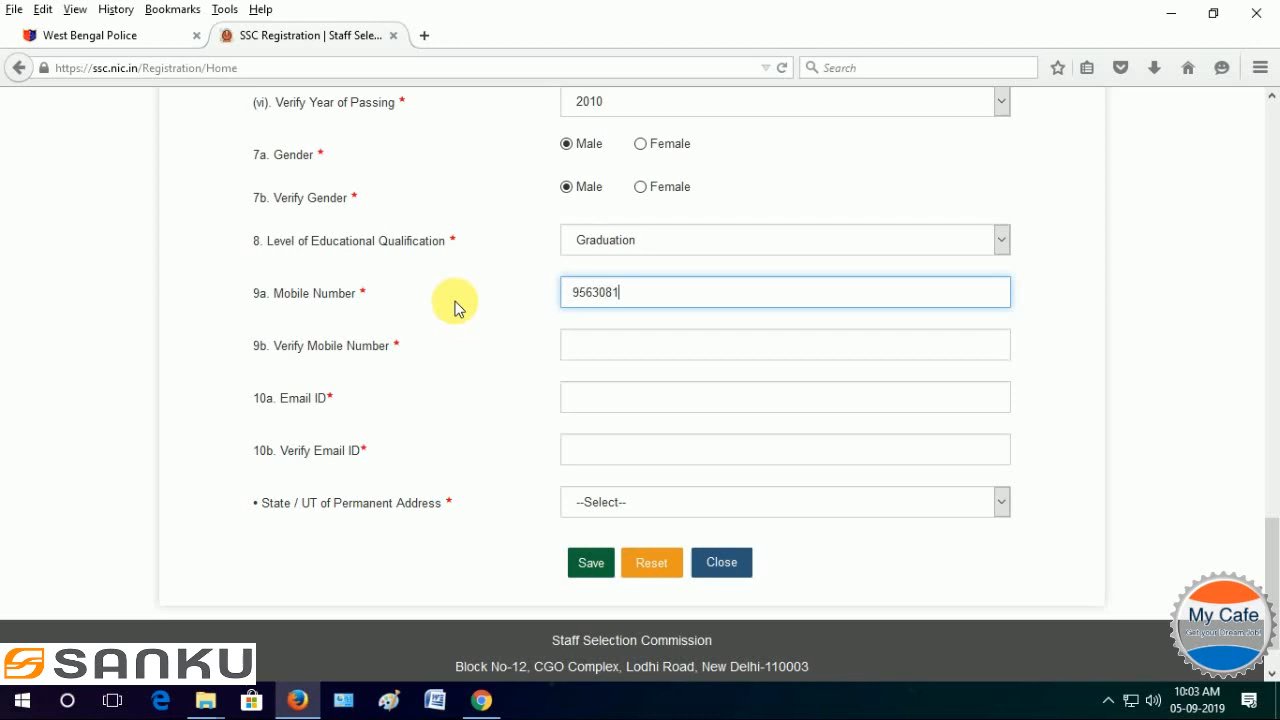 File Edit View History Bookmarks Tools Help
West Bengal Police
SSC Registration | Staff Sele...
https://ssc.nic.in/Registration/Home
Search
(vi). Verify Year of Passing *
2010
7a. Gender *
Male Female
7b. Verify Gender *
Male Female
8. Level of Educational Qualification *
Graduation
9a. Mobile Number *
9563081
9b. Verify Mobile Number *
10a. Email ID*
10b. Verify Email ID*
• State / UT of Permanent Address *
--Select--
Save Reset Close
Staff Selection Commission
Block No-12, CGO Complex, Lodhi Road, New Delhi-110003
My Cafe
Get your Dream Job!
SANKU
10:03 AM
05-09-2019